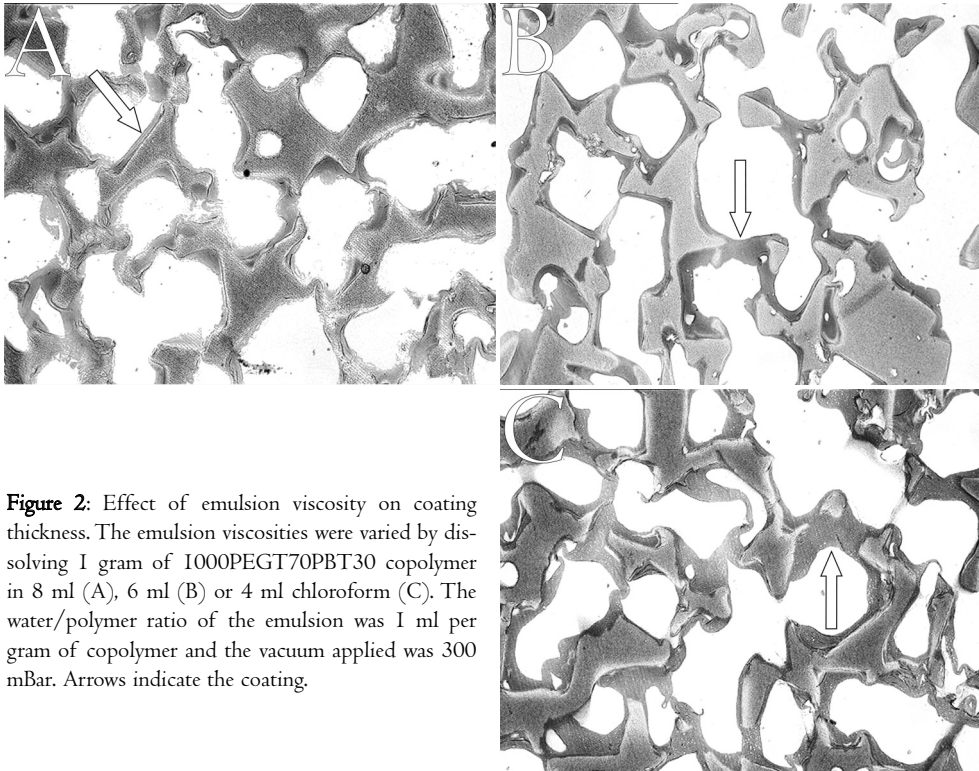 A
B
C
Figure 2: Effect of emulsion viscosity on coating
thickness. The emulsion viscosities were varied by dis-
solving 1 gram of 1000PEGT70PBT30 copolymer
in 8 ml (A), 6 ml (B) or 4 ml chloroform (C). The
water/polymer ratio of the emulsion was 1 ml per
gram of copolymer and the vacuum applied was 300
mBar. Arrows indicate the coating.